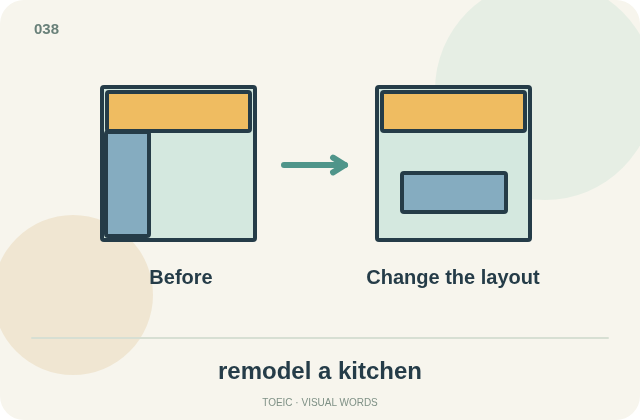 038
Before
Change the layout
remodel a kitchen
TOEIC · VISUAL WORDS